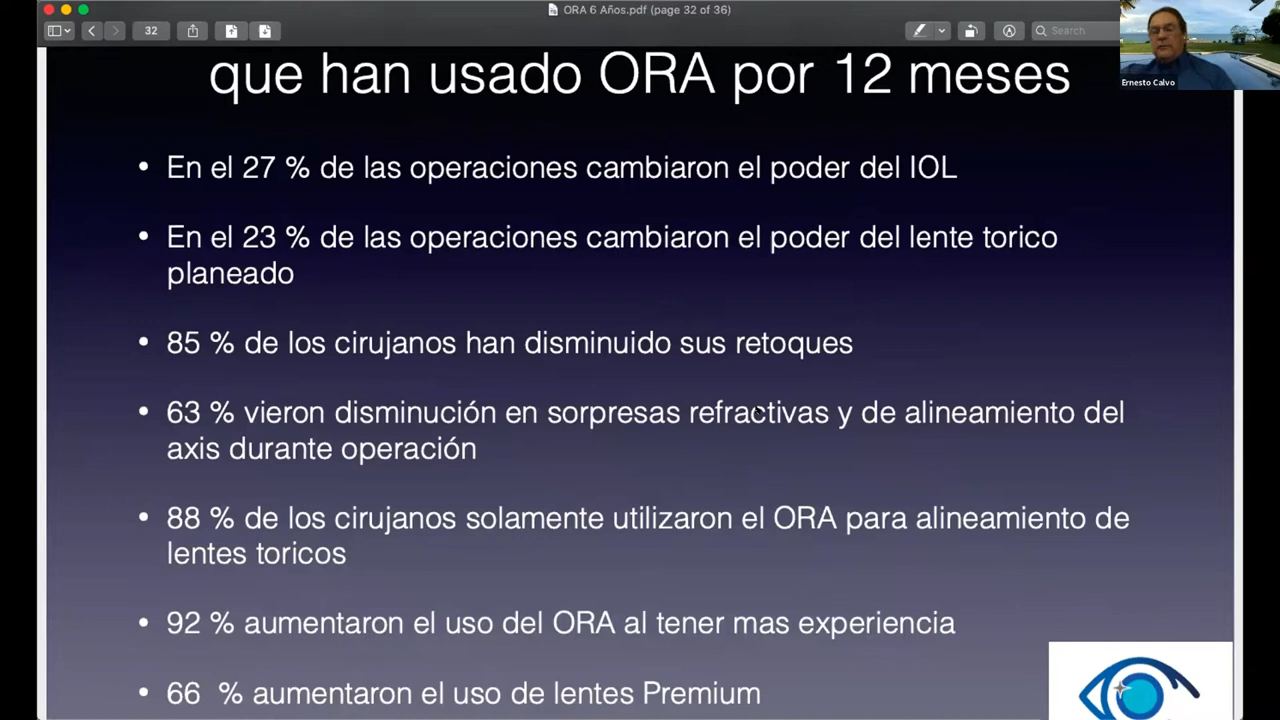 ORA 6 Años.pdf (page 32 of 36)
32
Search
Ernesto Calvo
que han usado ORA por 12 meses
• En el 27 % de las operaciones cambiaron el poder del IOL
• En el 23 % de las operaciones cambiaron el poder del lente torico
planeado
• 85 % de los cirujanos han disminuido sus retoques
• 63 % vieron disminución en sorpresas refractivas y de alineamiento del
axis durante operación
• 88 % de los cirujanos solamente utilizaron el ORA para alineamiento de
lentes toricos
• 92 % aumentaron el uso del ORA al tener mas experiencia
• 66 % aumentaron el uso de lentes Premium